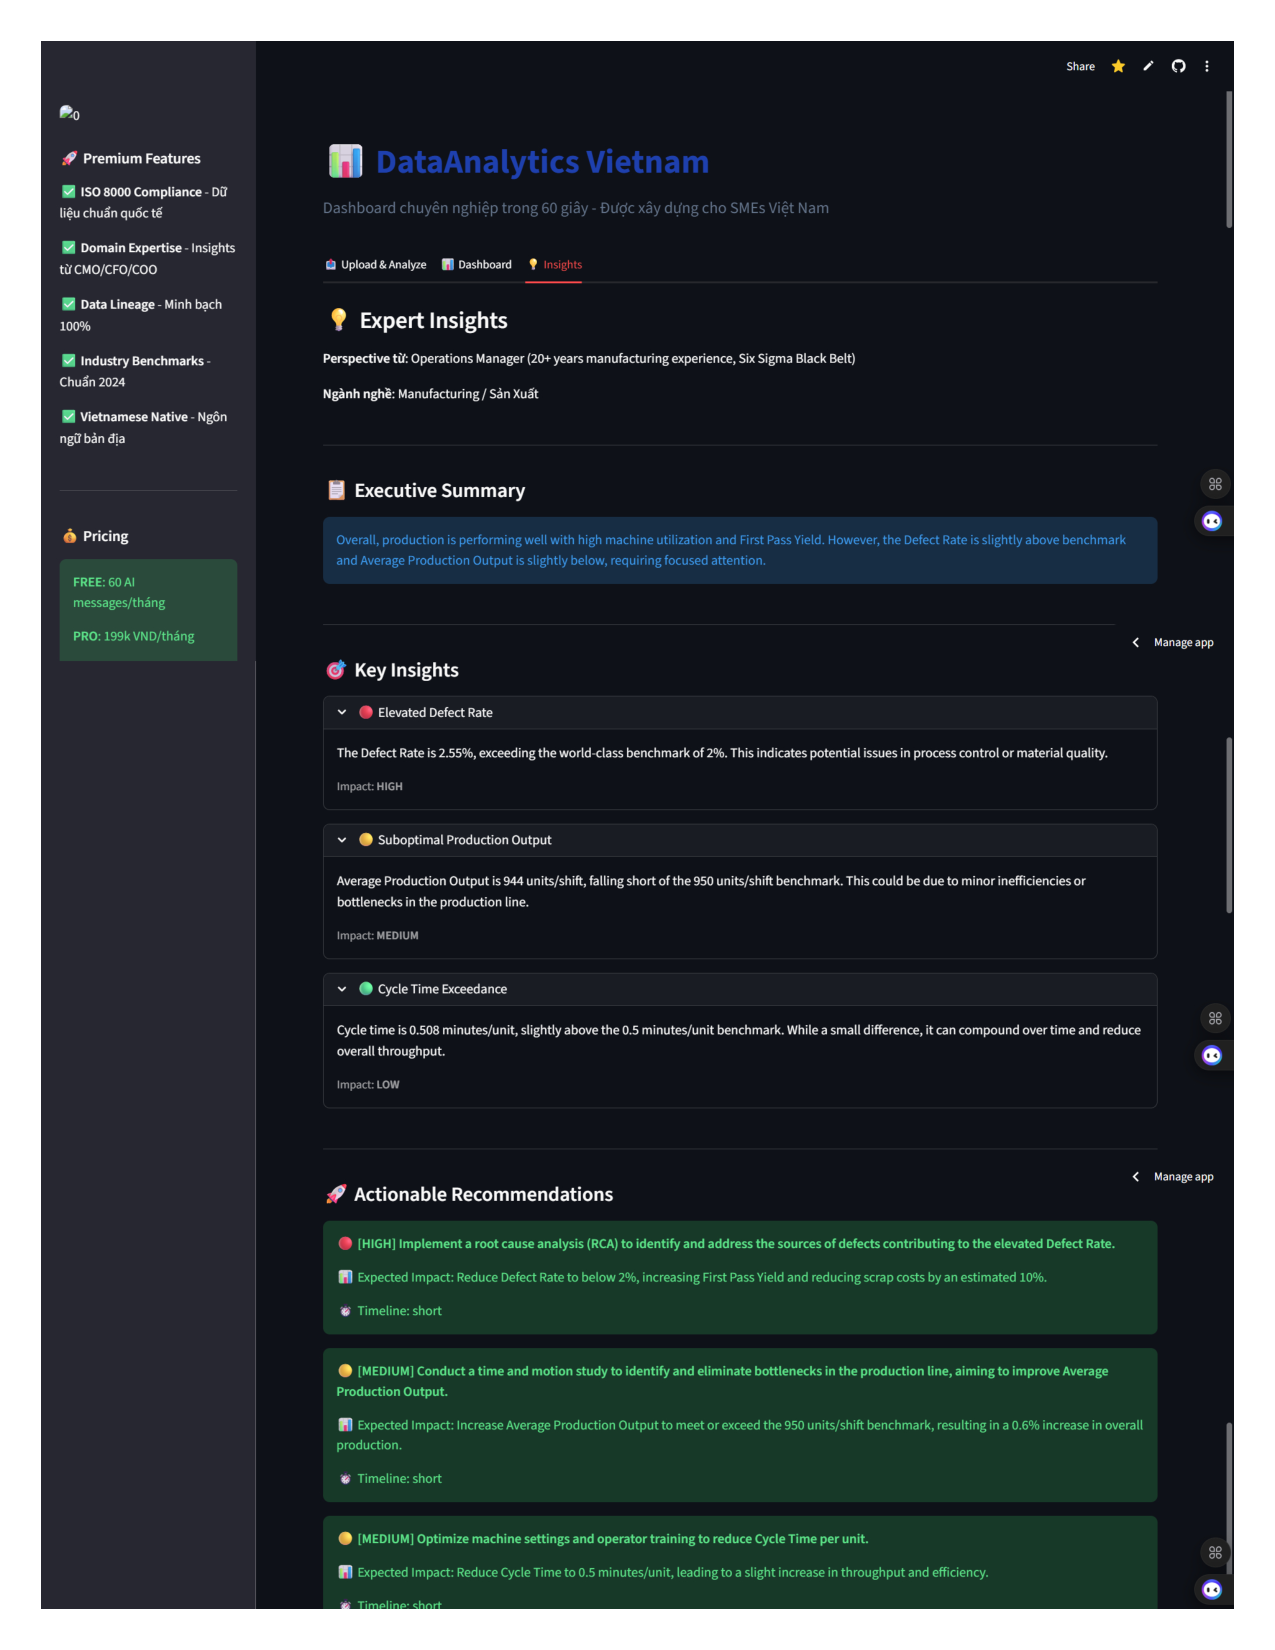 Share
0
Premium Features
ISO 8000 Compliance - Dữ
liệu chuẩn quốc tế
Domain Expertise - Insights
từ CMO/CFO/COO
Data Lineage - Minh bạch
100%
Industry Benchmarks -
Chuẩn 2024
Vietnamese Native - Ngôn
ngữ bản địa
Pricing
FREE: 60 AI
messages/tháng
PRO: 199k VND/tháng
DataAnalytics Vietnam
Dashboard chuyên nghiệp trong 60 giây - Được xây dựng cho SMEs Việt Nam
Upload & Analyze
Dashboard
Insights
Expert Insights
Perspective từ: Operations Manager (20+ years manufacturing experience, Six Sigma Black Belt)
Ngành nghề: Manufacturing / Sản Xuất
Executive Summary
Overall, production is performing well with high machine utilization and First Pass Yield. However, the Defect Rate is slightly above benchmark
and Average Production Output is slightly below, requiring focused attention.
Manage app
Key Insights
Elevated Defect Rate
The Defect Rate is 2.55%, exceeding the world-class benchmark of 2%. This indicates potential issues in process control or material quality.
Impact: HIGH
Suboptimal Production Output
Average Production Output is 944 units/shift, falling short of the 950 units/shift benchmark. This could be due to minor inefficiencies or
bottlenecks in the production line.
Impact: MEDIUM
Cycle Time Exceedance
Cycle time is 0.508 minutes/unit, slightly above the 0.5 minutes/unit benchmark. While a small difference, it can compound over time and reduce
overall throughput.
Impact: LOW
Manage app
Actionable Recommendations
[HIGH] Implement a root cause analysis (RCA) to identify and address the sources of defects contributing to the elevated Defect Rate.
Expected Impact: Reduce Defect Rate to below 2%, increasing First Pass Yield and reducing scrap costs by an estimated 10%.
Timeline: short
[MEDIUM] Conduct a time and motion study to identify and eliminate bottlenecks in the production line, aiming to improve Average
Production Output.
Expected Impact: Increase Average Production Output to meet or exceed the 950 units/shift benchmark, resulting in a 0.6% increase in overall
production.
Timeline: short
[MEDIUM] Optimize machine settings and operator training to reduce Cycle Time per unit.
Expected Impact: Reduce Cycle Time to 0.5 minutes/unit, leading to a slight increase in throughput and efficiency.
Timeline: short